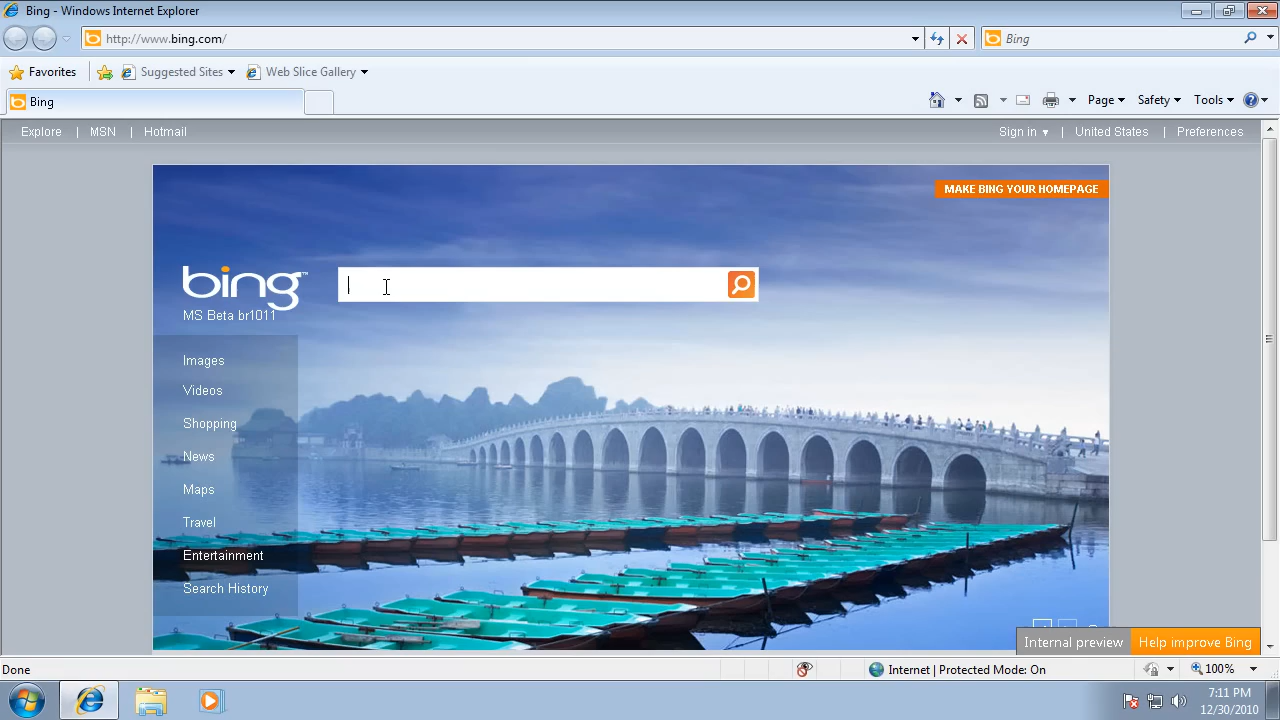 Bing - Windows Internet Explorer
http://www.bing.com/
Bing
Favorites
Suggested Sites
Web Slice Gallery
Bing
Page
Safety
Tools
Explore | MSN | Hotmail
Sign in ▼ | United States | Preferences
MAKE BING YOUR HOMEPAGE
bing™
MS Beta br1011
Images
Videos
Shopping
News
Maps
Travel
Entertainment
Search History
Internal preview
Help improve Bing
Done
Internet | Protected Mode: On
100%
7:11 PM
12/30/2010